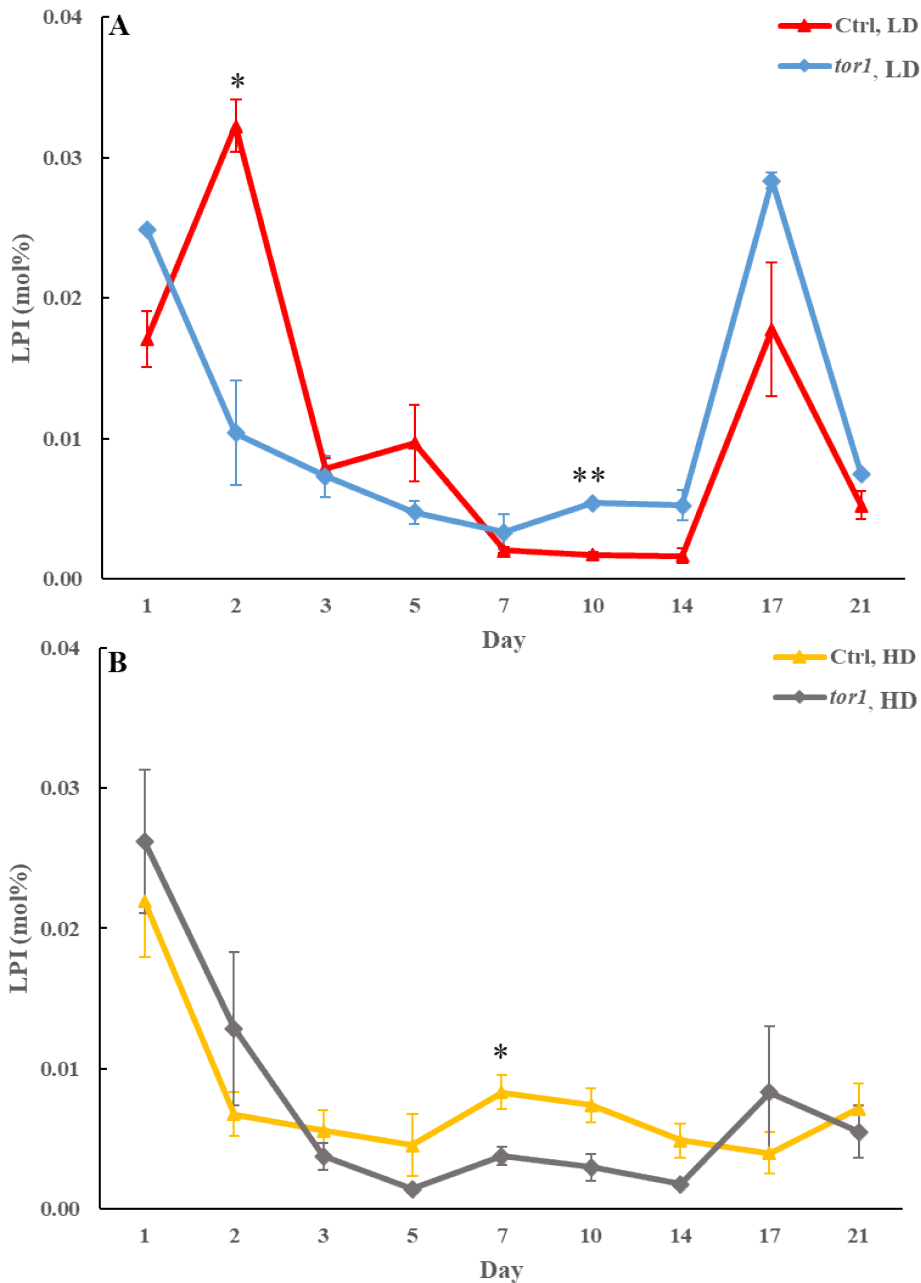 A
0.04
Ctrl, LD
tor1, LD
*
0.03
LPI (mol%)
0.02
0.01
**
0.00
1 2 3 5 7 10 14 17 21
Day
B
0.04
Ctrl, HD
tor1, HD
0.03
LPI (mol%)
0.02
0.01
*
0.00
1 2 3 5 7 10 14 17 21
Day